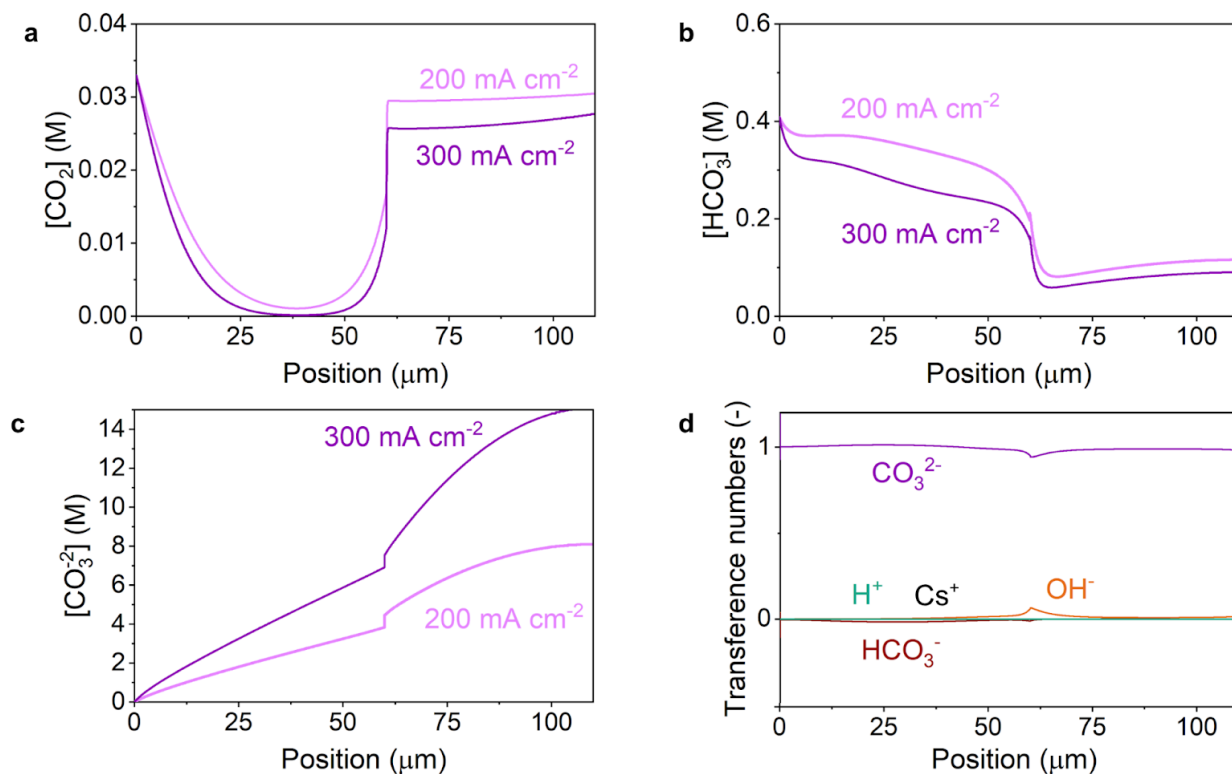 a
0.04
0.03
0.02
0.01
0.00
[CO₂] (M)
200 mA cm⁻²
300 mA cm⁻²
0
25
50
75
100
Position (μm)
b
0.6
0.4
0.2
0.0
[HCO₃⁻] (M)
200 mA cm⁻²
300 mA cm⁻²
0
25
50
75
100
Position (μm)
c
14
12
10
8
6
4
2
0
[CO₃⁻²] (M)
300 mA cm⁻²
200 mA cm⁻²
0
25
50
75
100
Position (μm)
d
1
0
Transference numbers (-)
CO₃²⁻
H⁺
Cs⁺
OH⁻
HCO₃⁻
0
25
50
75
100
Position (μm)